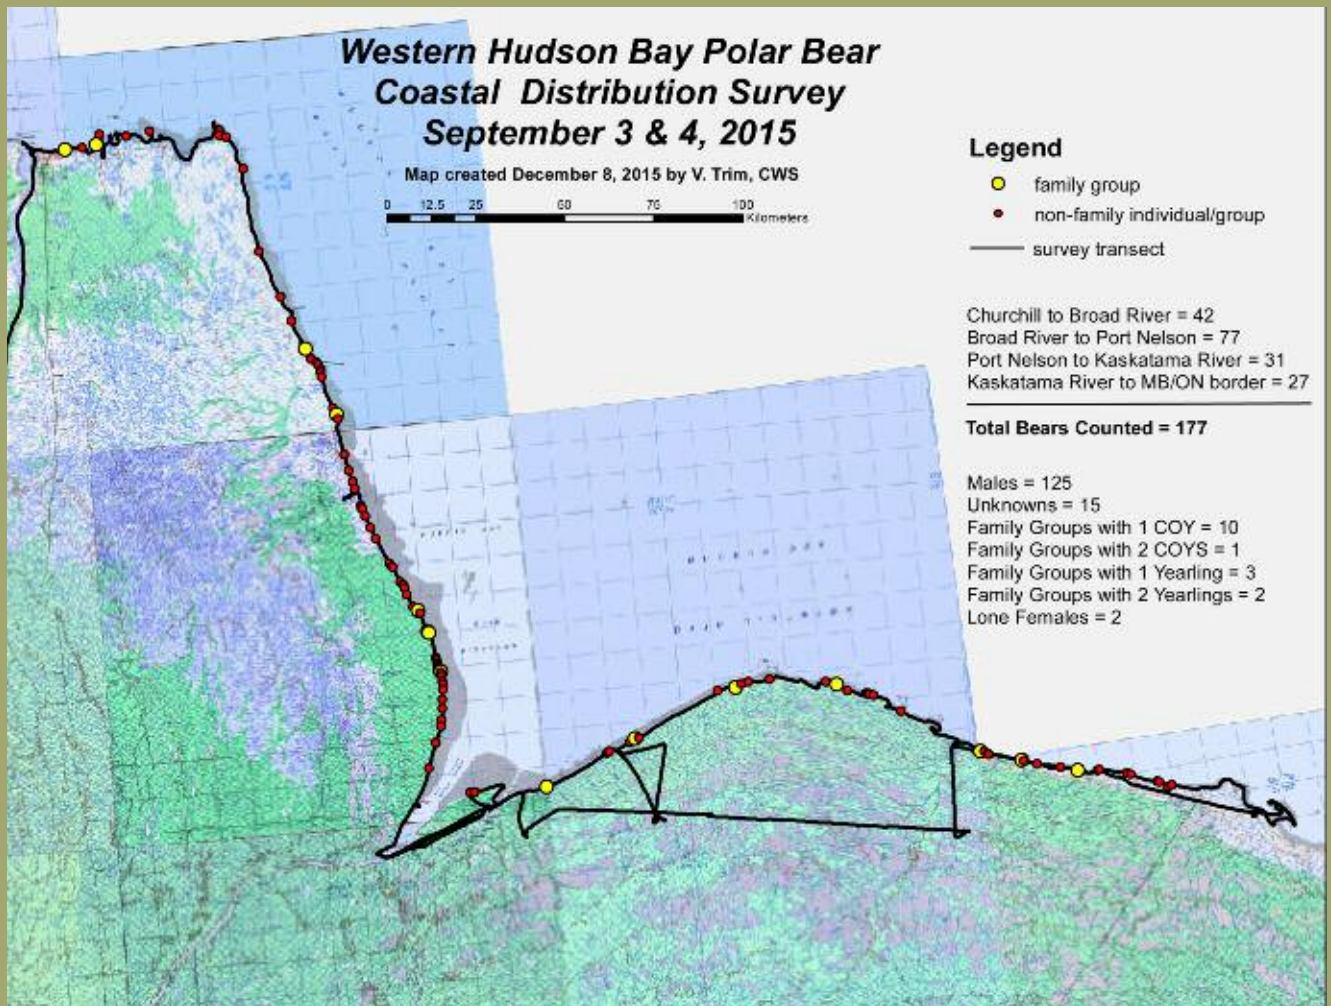 Western Hudson Bay Polar Bear
Coastal Distribution Survey
September 3 & 4, 2015
Map created December 8, 2015 by V. Trim, CWS
0 12.5 25 50 75 100
Kilometers
Legend
family group
non-family individual/group
survey transect
Churchill to Broad River = 42
Broad River to Port Nelson = 77
Port Nelson to Kaskatama River = 31
Kaskatama River to MB/ON border = 27
Total Bears Counted = 177
Males = 125
Unknowns = 15
Family Groups with 1 COY = 10
Family Groups with 2 COYS = 1
Family Groups with 1 Yearling = 3
Family Groups with 2 Yearlings = 2
Lone Females = 2